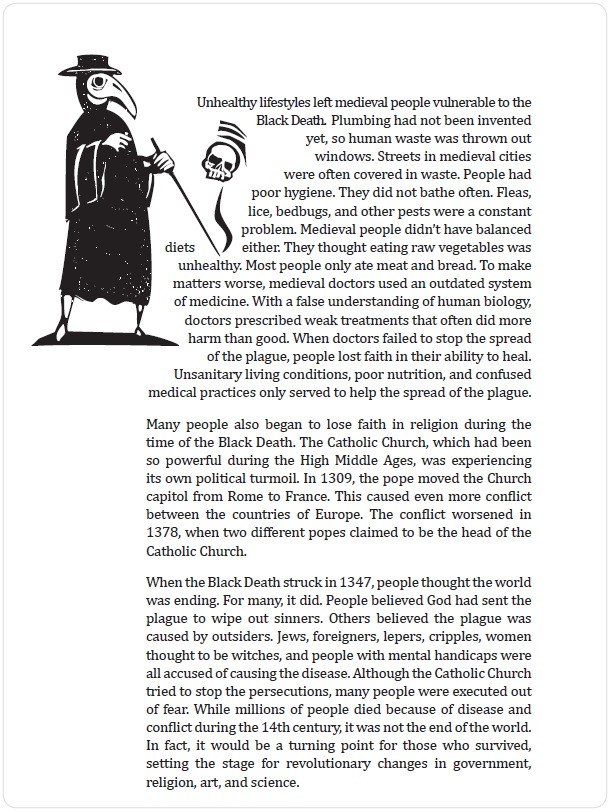 Unhealthy lifestyles left medieval people vulnerable to the
Black Death. Plumbing had not been invented
yet, so human waste was thrown out
windows. Streets in medieval cities
were often covered in waste. People had
poor hygiene. They did not bathe often. Fleas,
lice, bedbugs, and other pests were a constant
problem. Medieval people didn't have balanced
diets either. They thought eating raw vegetables was
unhealthy. Most people only ate meat and bread. To make
matters worse, medieval doctors used an outdated system
of medicine. With a false understanding of human biology,
doctors prescribed weak treatments that often did more
harm than good. When doctors failed to stop the spread
of the plague, people lost faith in their ability to heal.
Unsanitary living conditions, poor nutrition, and confused
medical practices only served to help the spread of the plague.
Many people also began to lose faith in religion during the
time of the Black Death. The Catholic Church, which had been
so powerful during the High Middle Ages, was experiencing
its own political turmoil. In 1309, the pope moved the Church
capitol from Rome to France. This caused even more conflict
between the countries of Europe. The conflict worsened in
1378, when two different popes claimed to be the head of the
Catholic Church.
When the Black Death struck in 1347, people thought the world
was ending. For many, it did. People believed God had sent the
plague to wipe out sinners. Others believed the plague was
caused by outsiders. Jews, foreigners, lepers, cripples, women
thought to be witches, and people with mental handicaps were
all accused of causing the disease. Although the Catholic Church
tried to stop the persecutions, many people were executed out
of fear. While millions of people died because of disease and
conflict during the 14th century, it was not the end of the world.
In fact, it would be a turning point for those who survived,
setting the stage for revolutionary changes in government,
religion, art, and science.